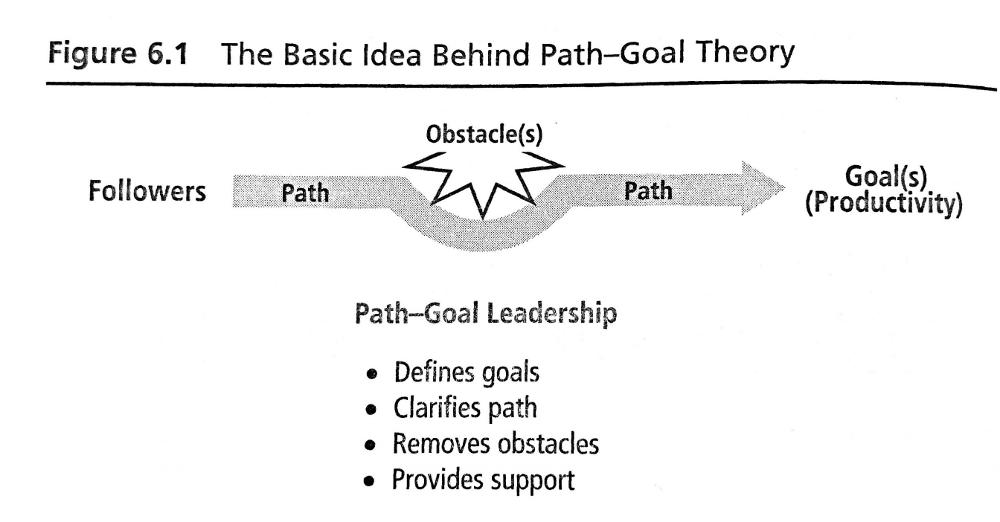 Figure 6.1 The Basic Idea Behind Path–Goal Theory
Obstacle(s)
Followers
Path
Path
Goal(s)
(Productivity)
Path–Goal Leadership
• Defines goals
• Clarifies path
• Removes obstacles
• Provides support